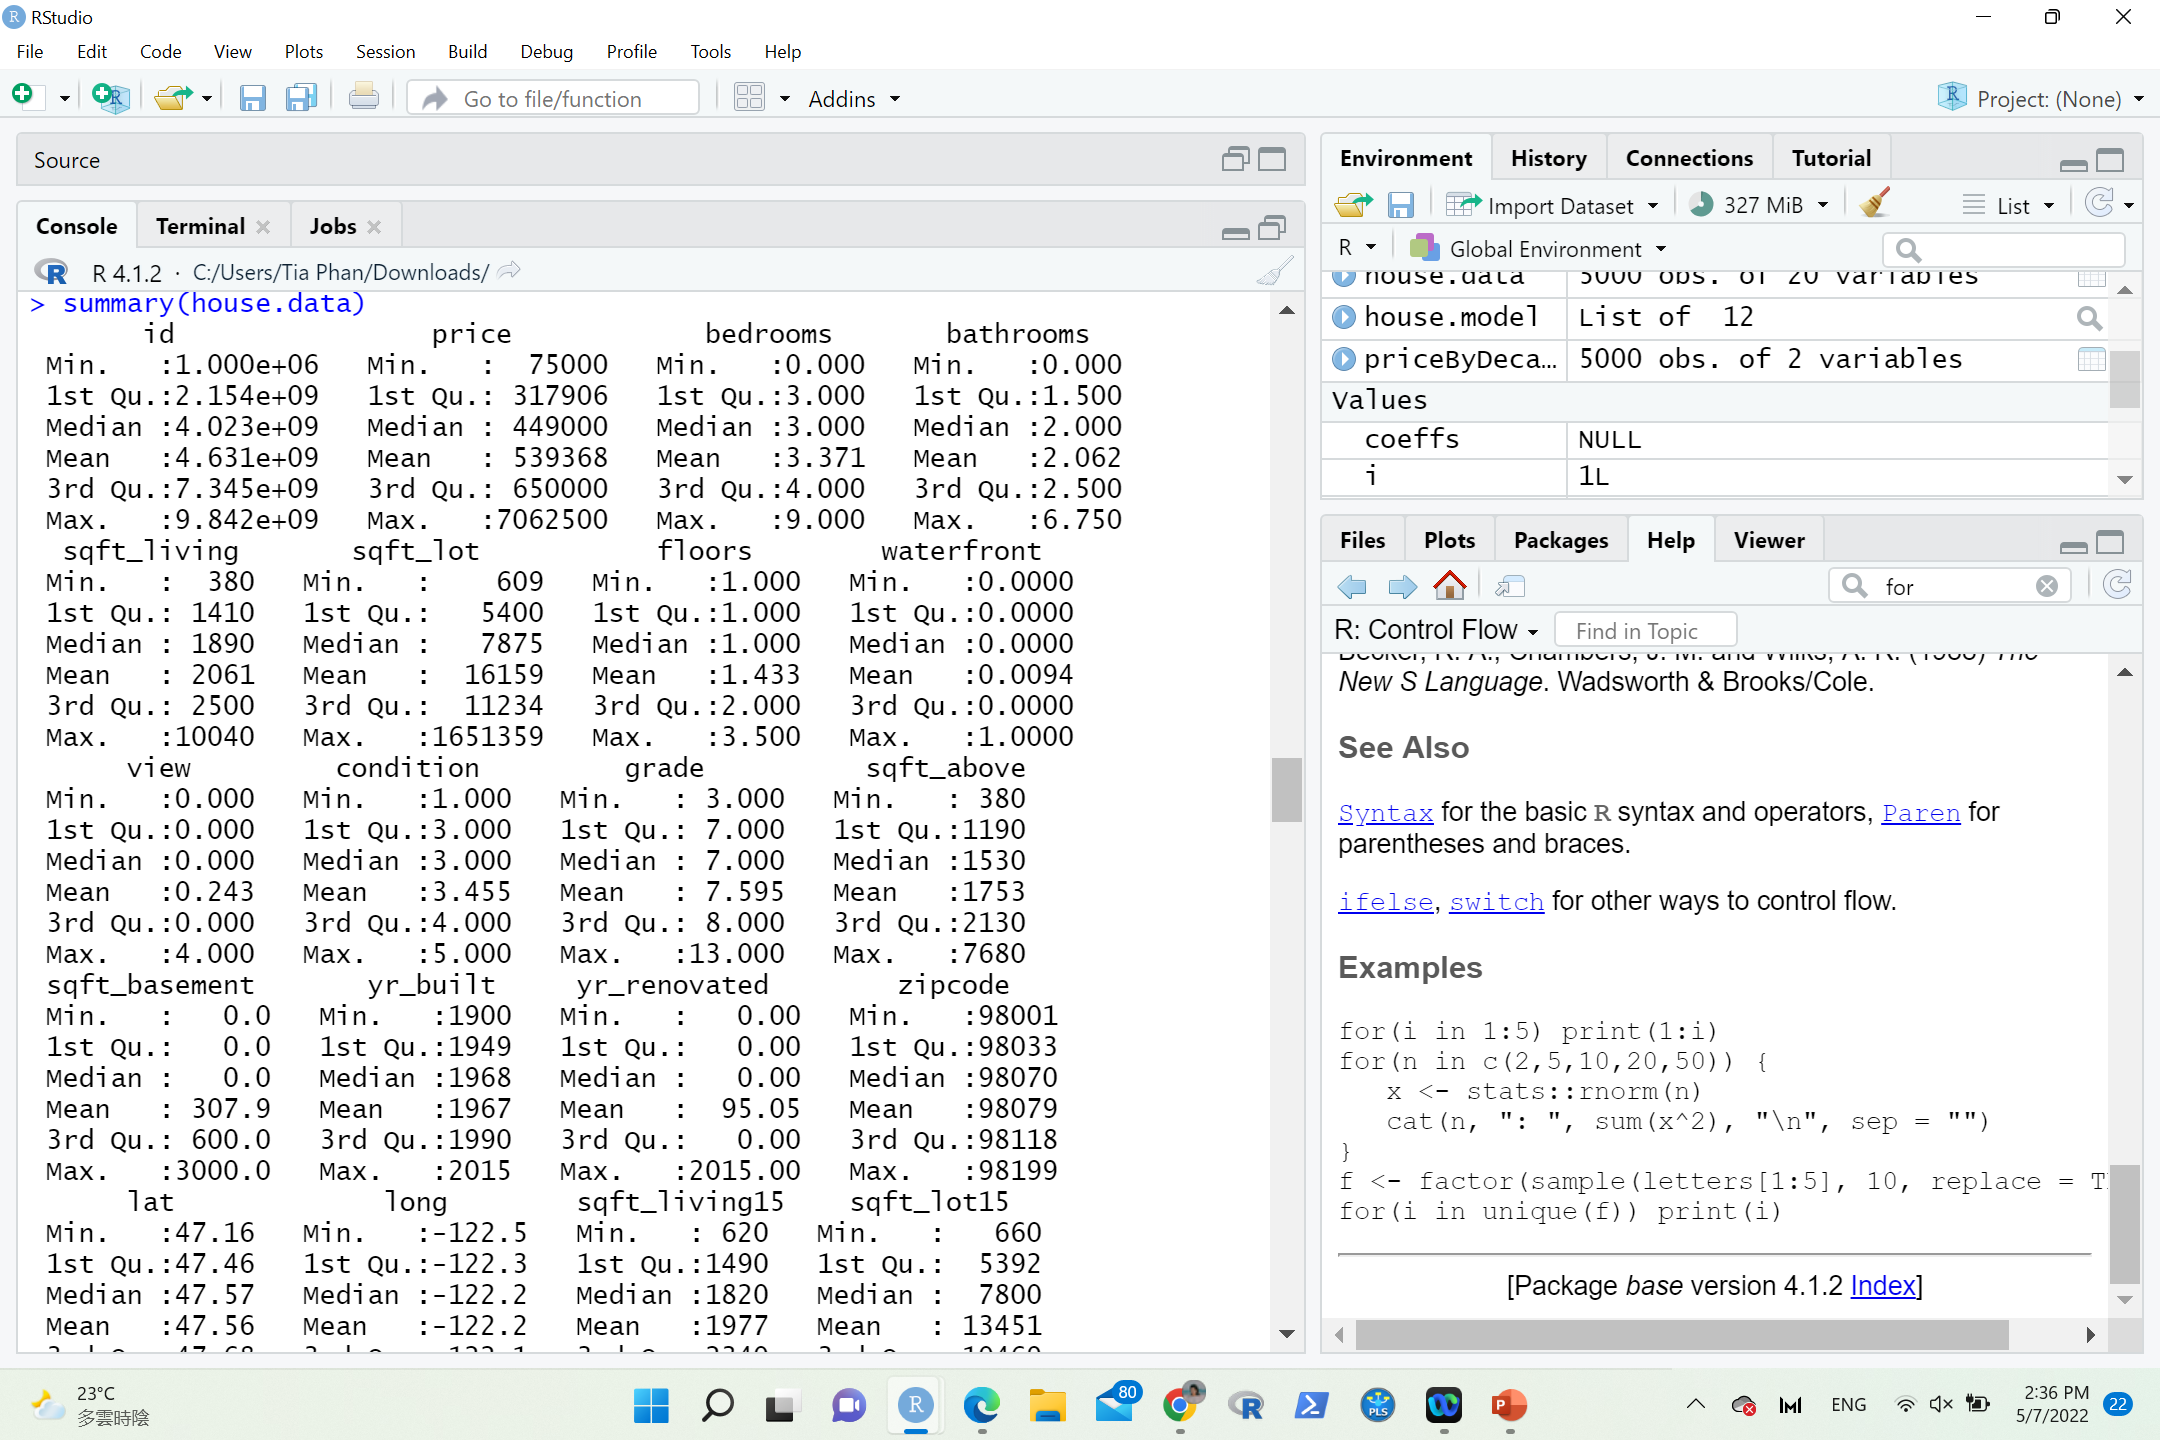 RStudio
File Edit Code View Plots Session Build Debug Profile Tools Help
Go to file/function Addins Project: (None)
Source
Console Terminal Jobs
R 4.1.2 · C:/Users/Tia Phan/Downloads/
> summary(house.data)
id price bedrooms bathrooms
Min. :1.000e+06 Min. : 75000 Min. :0.000 Min. :0.000
1st Qu.:2.154e+09 1st Qu.: 317906 1st Qu.:3.000 1st Qu.:1.500
Median :4.023e+09 Median : 449000 Median :3.000 Median :2.000
Mean :4.631e+09 Mean : 539368 Mean :3.371 Mean :2.062
3rd Qu.:7.345e+09 3rd Qu.: 650000 3rd Qu.:4.000 3rd Qu.:2.500
Max. :9.842e+09 Max. :7062500 Max. :9.000 Max. :6.750
sqft_living sqft_lot floors waterfront
Min. : 380 Min. : 609 Min. :1.000 Min. :0.0000
1st Qu.: 1410 1st Qu.: 5400 1st Qu.:1.000 1st Qu.:0.0000
Median : 1890 Median : 7875 Median :1.000 Median :0.0000
Mean : 2061 Mean : 16159 Mean :1.433 Mean :0.0094
3rd Qu.: 2500 3rd Qu.: 11234 3rd Qu.:2.000 3rd Qu.:0.0000
Max. :10040 Max. :1651359 Max. :3.500 Max. :1.0000
view condition grade sqft_above
Min. :0.000 Min. :1.000 Min. : 3.000 Min. : 380
1st Qu.:0.000 1st Qu.:3.000 1st Qu.: 7.000 1st Qu.:1190
Median :0.000 Median :3.000 Median : 7.000 Median :1530
Mean :0.243 Mean :3.455 Mean : 7.595 Mean :1753
3rd Qu.:0.000 3rd Qu.:4.000 3rd Qu.: 8.000 3rd Qu.:2130
Max. :4.000 Max. :5.000 Max. :13.000 Max. :7680
sqft_basement yr_built yr_renovated zipcode
Min. : 0.0 Min. :1900 Min. : 0.00 Min. :98001
1st Qu.: 0.0 1st Qu.:1949 1st Qu.: 0.00 1st Qu.:98033
Median : 0.0 Median :1968 Median : 0.00 Median :98070
Mean : 307.9 Mean :1967 Mean : 95.05 Mean :98079
3rd Qu.: 600.0 3rd Qu.:1990 3rd Qu.: 0.00 3rd Qu.:98118
Max. :3000.0 Max. :2015 Max. :2015.00 Max. :98199
lat long sqft_living15 sqft_lot15
Min. :47.16 Min. :-122.5 Min. : 620 Min. : 660
1st Qu.:47.46 1st Qu.:-122.3 1st Qu.:1490 1st Qu.: 5392
Median :47.57 Median :-122.2 Median :1820 Median : 7800
Mean :47.56 Mean :-122.2 Mean :1977 Mean : 13451
Environment History Connections Tutorial
Import Dataset 327 MiB List
R Global Environment
house.data 5000 obs. of 20 variables
house.model List of 12
priceByDeca… 5000 obs. of 2 variables
Values
coeffs NULL
i 1L
Files Plots Packages Help Viewer
for
R: Control Flow Find in Topic
Becker, R. A., Chambers, J. M. and Wilks, A. R. (1988) The
New S Language. Wadsworth & Brooks/Cole.
See Also
Syntax for the basic R syntax and operators, Paren for
parentheses and braces.
ifelse, switch for other ways to control flow.
Examples
for(i in 1:5) print(1:i)
for(n in c(2,5,10,20,50)) {
x <- stats::rnorm(n)
cat(n, ": ", sum(x^2), "\n", sep = "")
}
f <- factor(sample(letters[1:5], 10, replace = T
for(i in unique(f)) print(i)
[Package base version 4.1.2 Index]
23°C
多雲時陰
80
PLS
ENG
2:36 PM
5/7/2022
22